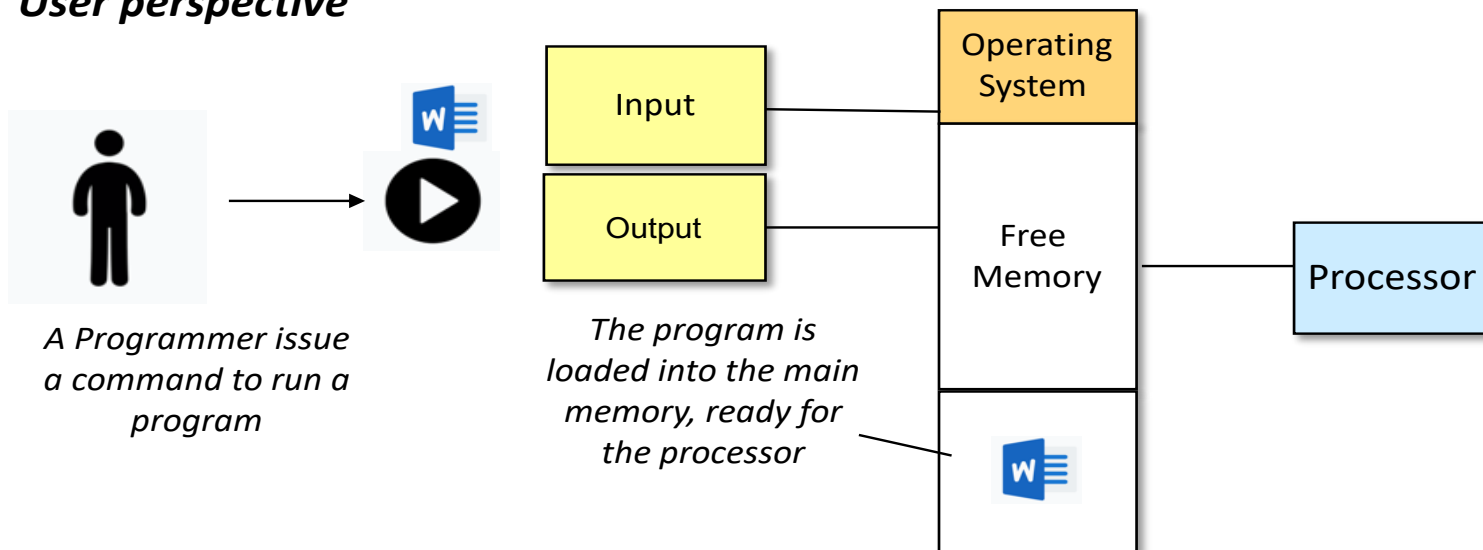 User perspective
W
A Programmer issue
a command to run a
program
Input
Output
The program is
loaded into the main
memory, ready for
the processor
Operating
System
Free
Memory
W
Processor